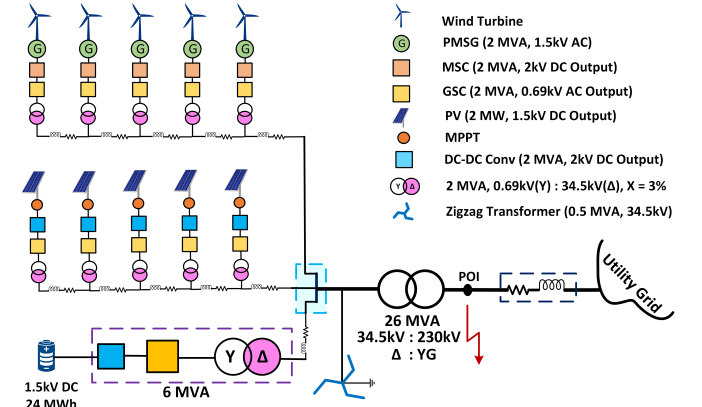 G G G G G
Wind Turbine
PMSG (2 MVA, 1.5kV AC)
MSC (2 MVA, 2kV DC Output)
GSC (2 MVA, 0.69kV AC Output)
PV (2 MW, 1.5kV DC Output)
MPPT
DC-DC Conv (2 MVA, 2kV DC Output)
Y Δ 2 MVA, 0.69kV(Y) : 34.5kV(Δ), X = 3%
Zigzag Transformer (0.5 MVA, 34.5kV)
G
POI
Utility Grid
26 MVA
34.5kV : 230kV
Δ : YG
Y Δ
6 MVA
1.5kV DC
24 MWh